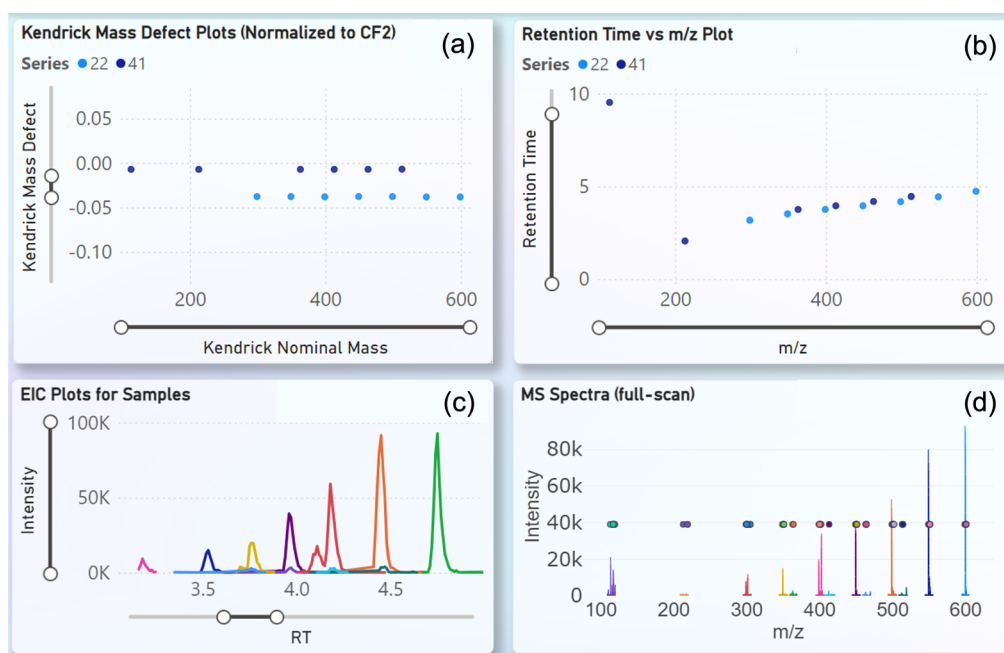 Kendrick Mass Defect Plots (Normalized to CF2) (a)
Series 22 41
Kendrick Mass Defect
0.05
0.00
-0.05
-0.10
200 400 600
Kendrick Nominal Mass
Retention Time vs m/z Plot (b)
Series 22 41
Retention Time
10
5
0
200 400 600
m/z
EIC Plots for Samples (c)
Intensity
100K
50K
0K
3.5 4.0 4.5
RT
MS Spectra (full-scan) (d)
Intensity
80k
60k
40k
20k
0
100 200 300 400 500 600
m/z